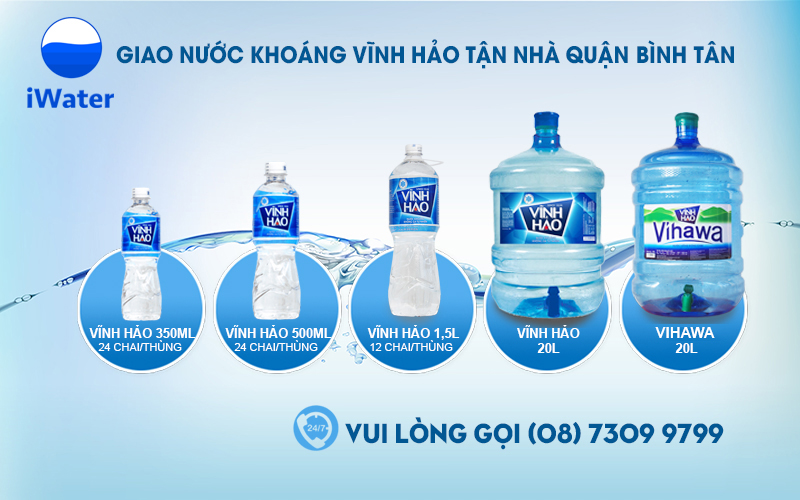 iWater
GIAO NƯỚC KHOÁNG VĨNH HẢO TẬN NHÀ QUẬN BÌNH TÂN
VĨNH
HẢO
VĨNH
HẢO
VĨNH
HẢO
VĨNH
HẢO
VĨNH
HẢO
Vihawa
VĨNH HẢO 350ML
24 CHAI/THÙNG
VĨNH HẢO 500ML
24 CHAI/THÙNG
VĨNH HẢO 1,5L
12 CHAI/THÙNG
VĨNH HẢO
20L
VIHAWA
20L
24/7
VUI LÒNG GỌI (08) 7309 9799